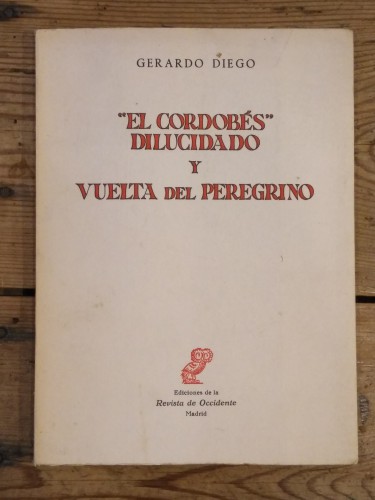 GERARDO DIEGO
"EL CORDOBÉS"
DILUCIDADO
Y
VUELTA DEL PEREGRINO
Ediciones de la
Revista de Occidente
Madrid